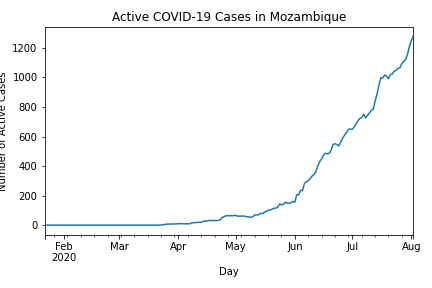 Active COVID-19 Cases in Mozambique
Number of Active Cases
1200
1000
800
600
400
200
0
Feb Mar Apr May Jun Jul Aug
2020
Day